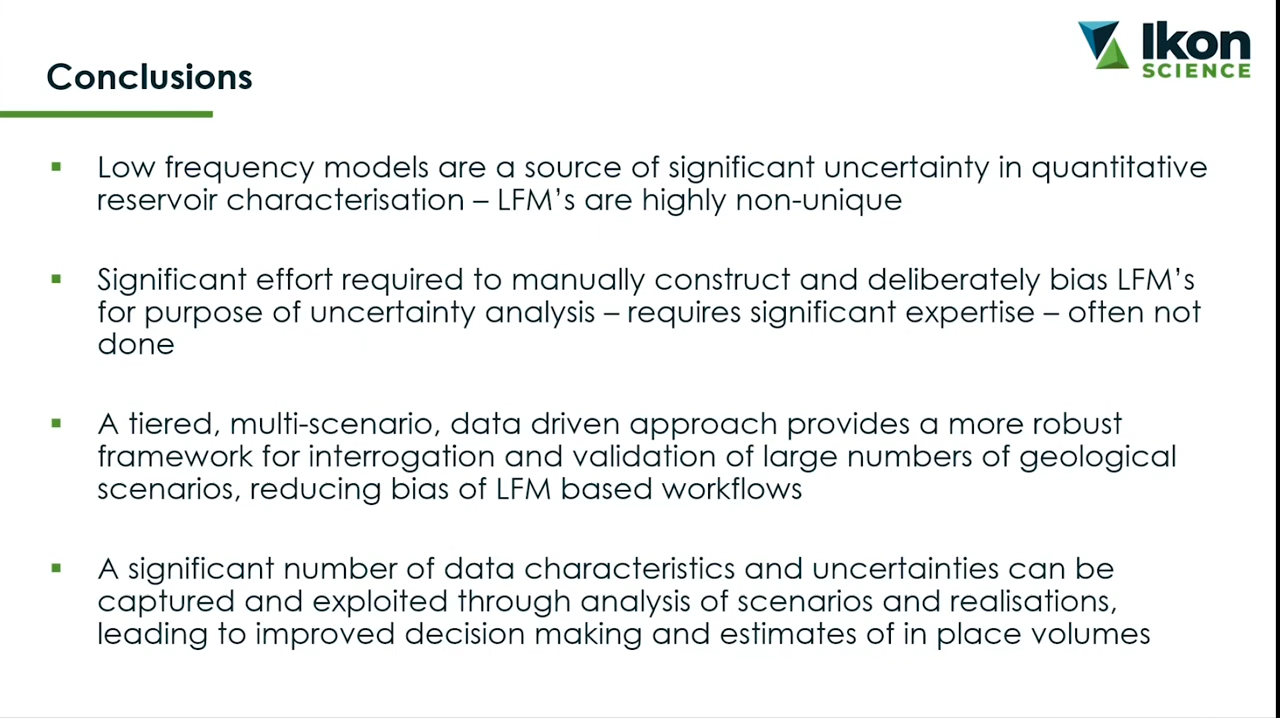 Ikon
SCIENCE
Conclusions
▪ Low frequency models are a source of significant uncertainty in quantitative
reservoir characterisation – LFM’s are highly non-unique
▪ Significant effort required to manually construct and deliberately bias LFM’s
for purpose of uncertainty analysis – requires significant expertise – often not
done
▪ A tiered, multi-scenario, data driven approach provides a more robust
framework for interrogation and validation of large numbers of geological
scenarios, reducing bias of LFM based workflows
▪ A significant number of data characteristics and uncertainties can be
captured and exploited through analysis of scenarios and realisations,
leading to improved decision making and estimates of in place volumes